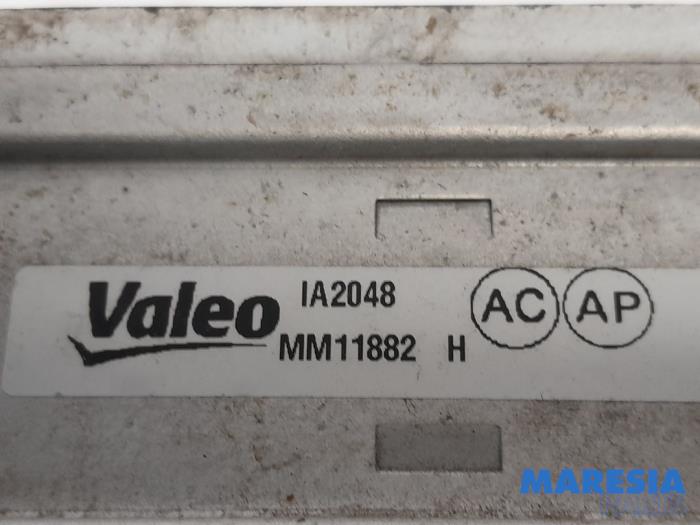 Valeo IA2048 AC AP
MM11882 H
MARESIA